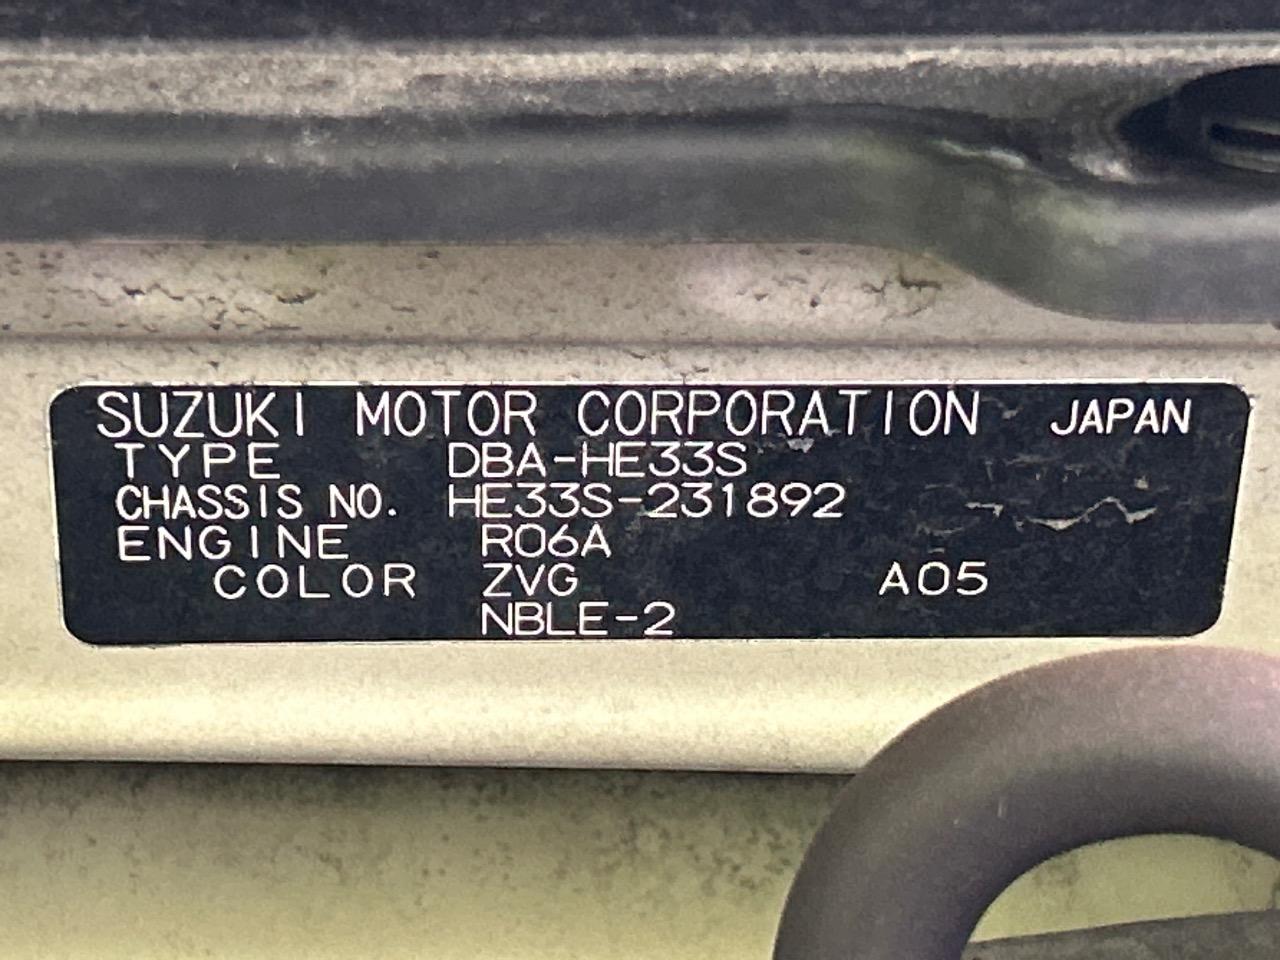 SUZUKI MOTOR CORPORATION JAPAN
TYPE DBA-HE33S
CHASSIS NO. HE33S-231892
ENGINE R06A
COLOR ZVG A05
NBLE-2